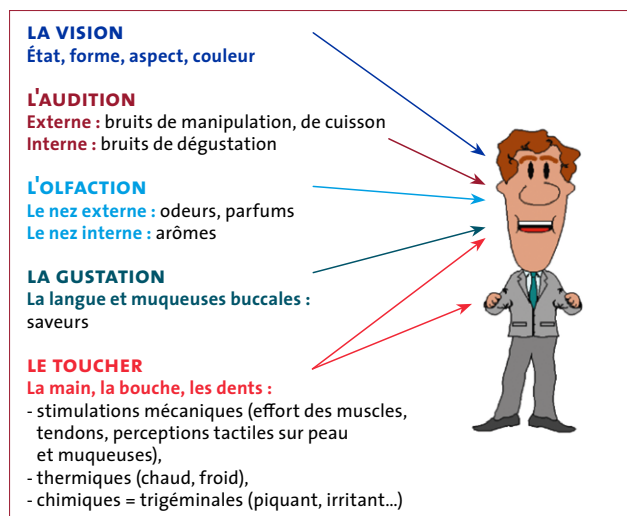 LA VISION
État, forme, aspect, couleur
L'AUDITION
Externe : bruits de manipulation, de cuisson
Interne : bruits de dégustation
L'OLFACTION
Le nez externe : odeurs, parfums
Le nez interne : arômes
LA GUSTATION
La langue et muqueuses buccales :
saveurs
LE TOUCHER
La main, la bouche, les dents :
- stimulations mécaniques (effort des muscles,
tendons, perceptions tactiles sur peau
et muqueuses),
- thermiques (chaud, froid),
- chimiques = trigéminales (piquant, irritant...)